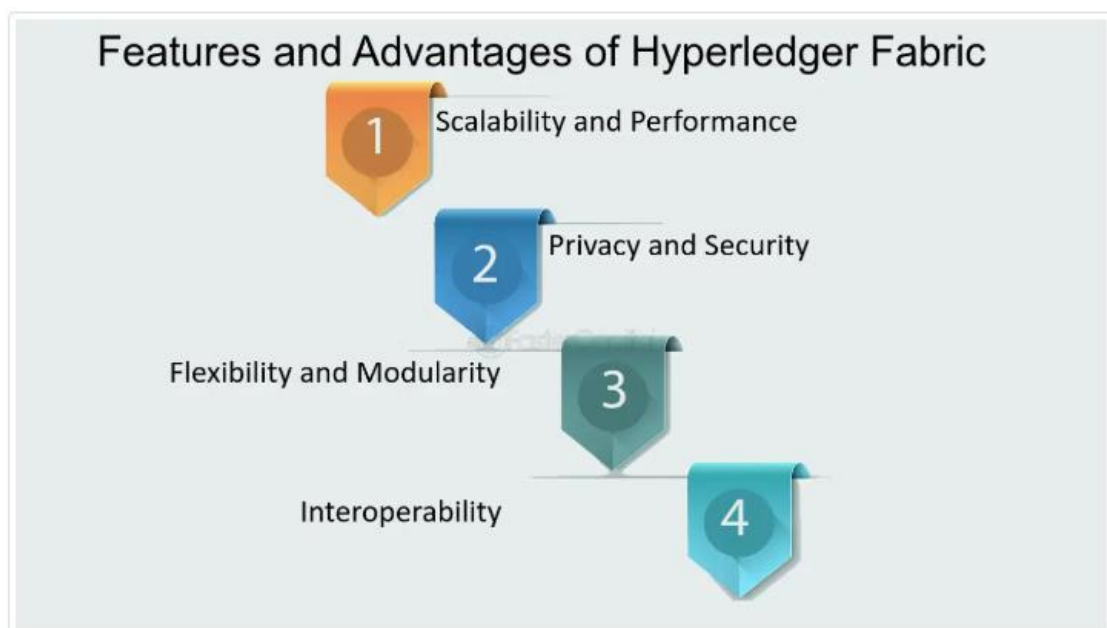 Features and Advantages of Hyperledger Fabric
1
Scalability and Performance
2
Privacy and Security
Flexibility and Modularity
3
Interoperability
4